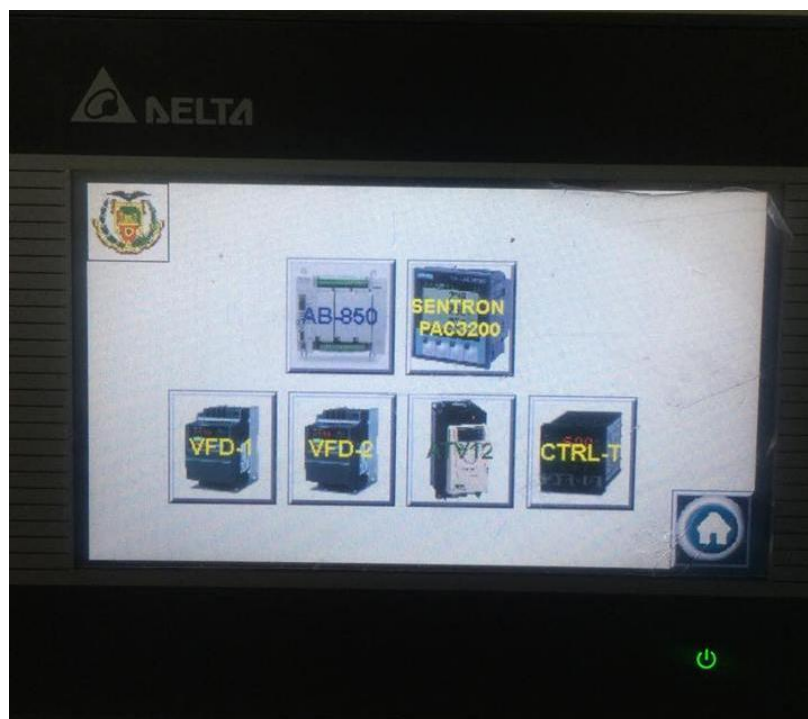 DELTA
AB-850
SENTRON
PAC3200
VFD-1
VFD-2
ATV12
CTRL-T